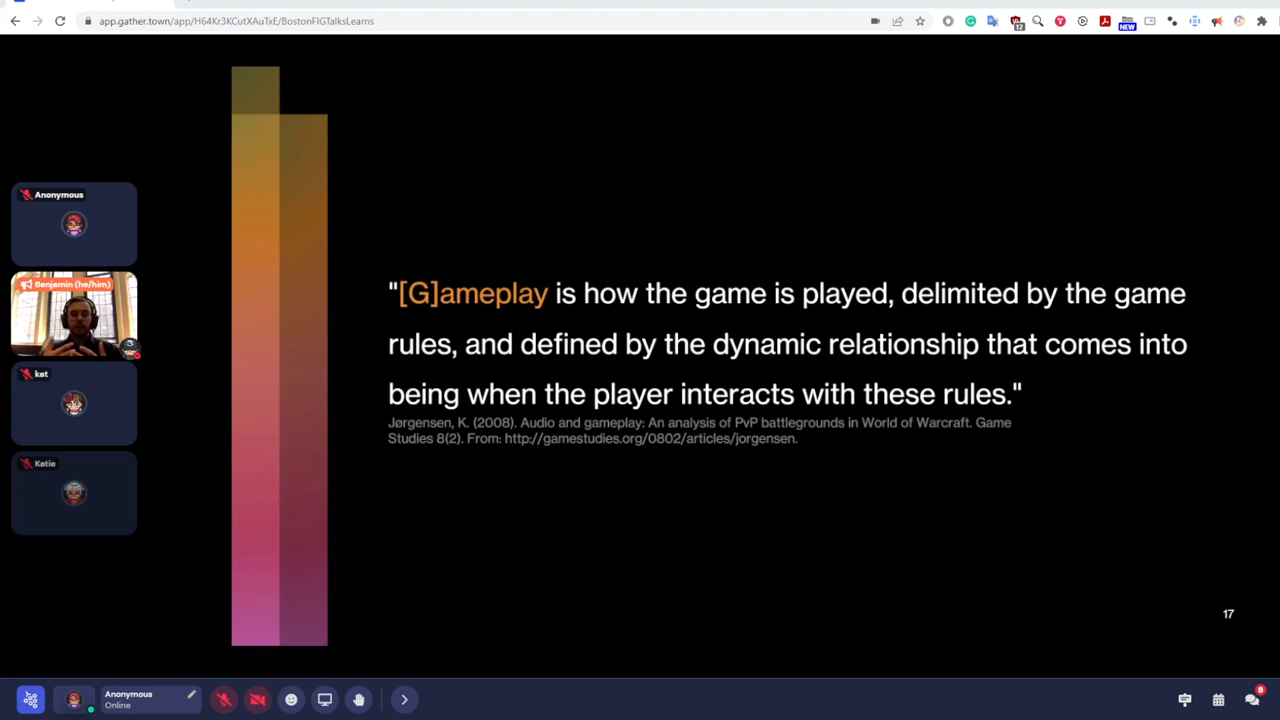 app.gather.town/app/H64Kr3KCutXAuTxE/BostonFIGTalksLearns
12
NEW
Anonymous
Benjamin (he/him)
kat
Katie
"[G]ameplay is how the game is played, delimited by the game
rules, and defined by the dynamic relationship that comes into
being when the player interacts with these rules."
Jørgensen, K. (2008). Audio and gameplay: An analysis of PvP battlegrounds in World of Warcraft. Game
Studies 8(2). From: http://gamestudies.org/0802/articles/jorgensen.
17
Anonymous
Online
8